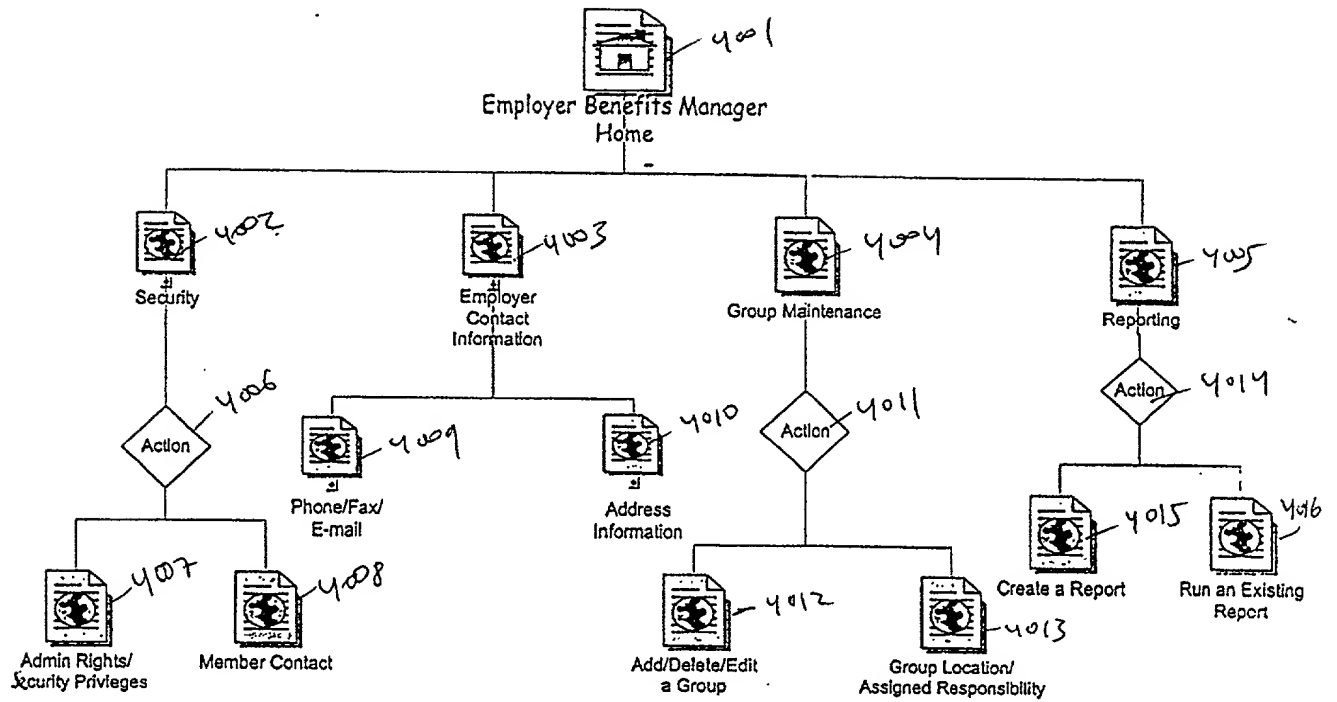 4001
Employer Benefits Manager
Home
4002
4003
4004
4005
Security
Employer
Contact
Information
Group Maintenance
Reporting
4006
Action
4009
4010
Action
4011
Action
4014
Phone/Fax/
E-mail
Address
Information
4015
4016
Create a Report
Run an Existing
Report
4007
4008
4012
4013
Admin Rights/
Security Privieges
Member Contact
Add/Delete/Edit
a Group
Group Location/
Assigned Responsibility